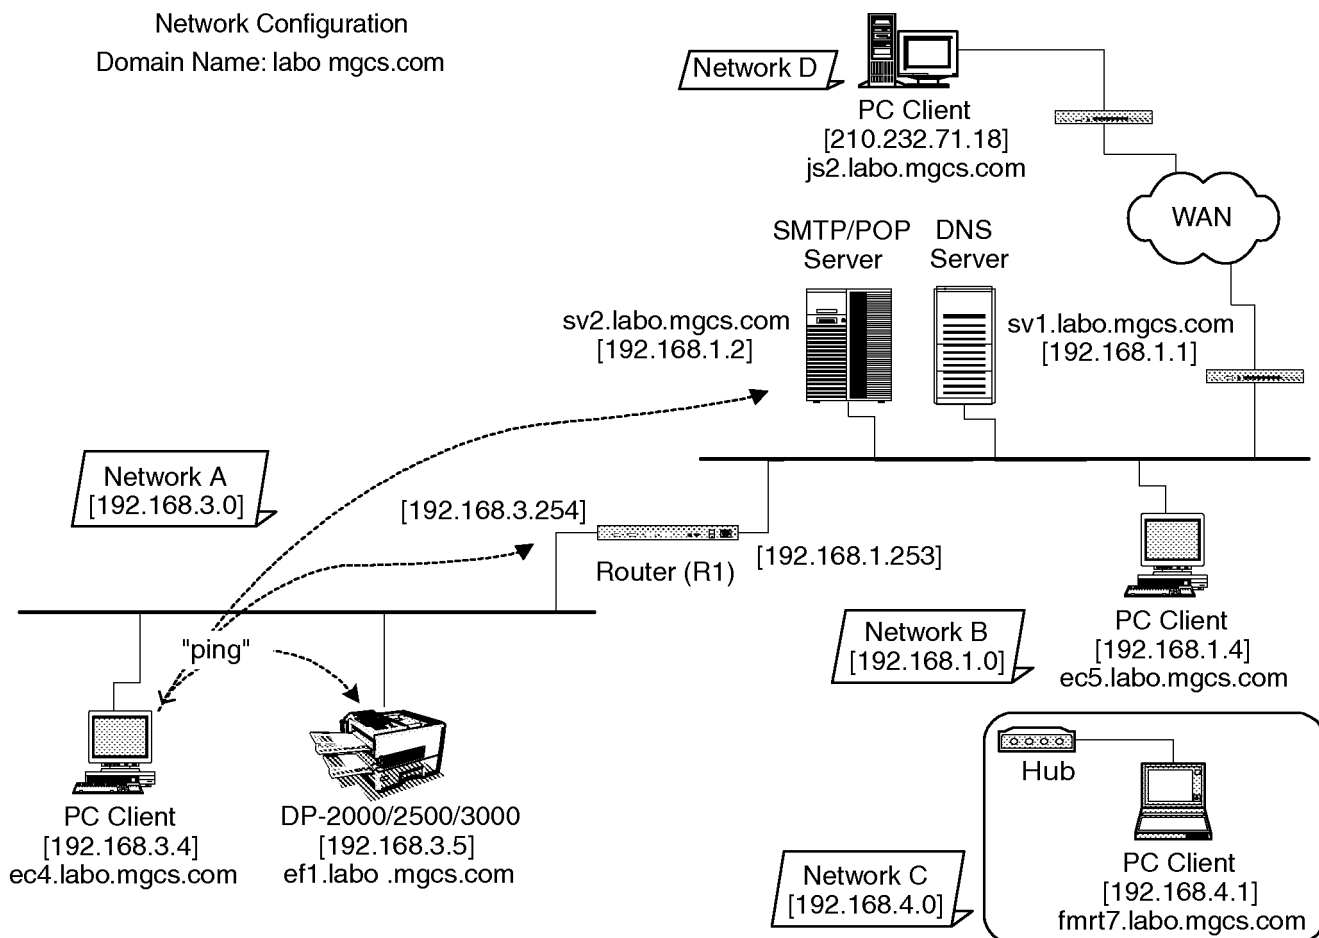 Network Configuration
Domain Name: labo mgcs.com
Network D
PC Client
[210.232.71.18]
js2.labo.mgcs.com
WAN
SMTP/POP
Server
DNS
Server
sv2.labo.mgcs.com
[192.168.1.2]
sv1.labo.mgcs.com
[192.168.1.1]
Network A
[192.168.3.0]
[192.168.3.254]
Router (R1)
[192.168.1.253]
"ping"
Network B
[192.168.1.0]
PC Client
[192.168.1.4]
ec5.labo.mgcs.com
PC Client
[192.168.3.4]
ec4.labo.mgcs.com
DP-2000/2500/3000
[192.168.3.5]
ef1.labo .mgcs.com
Hub
Network C
[192.168.4.0]
PC Client
[192.168.4.1]
fmrt7.labo.mgcs.com